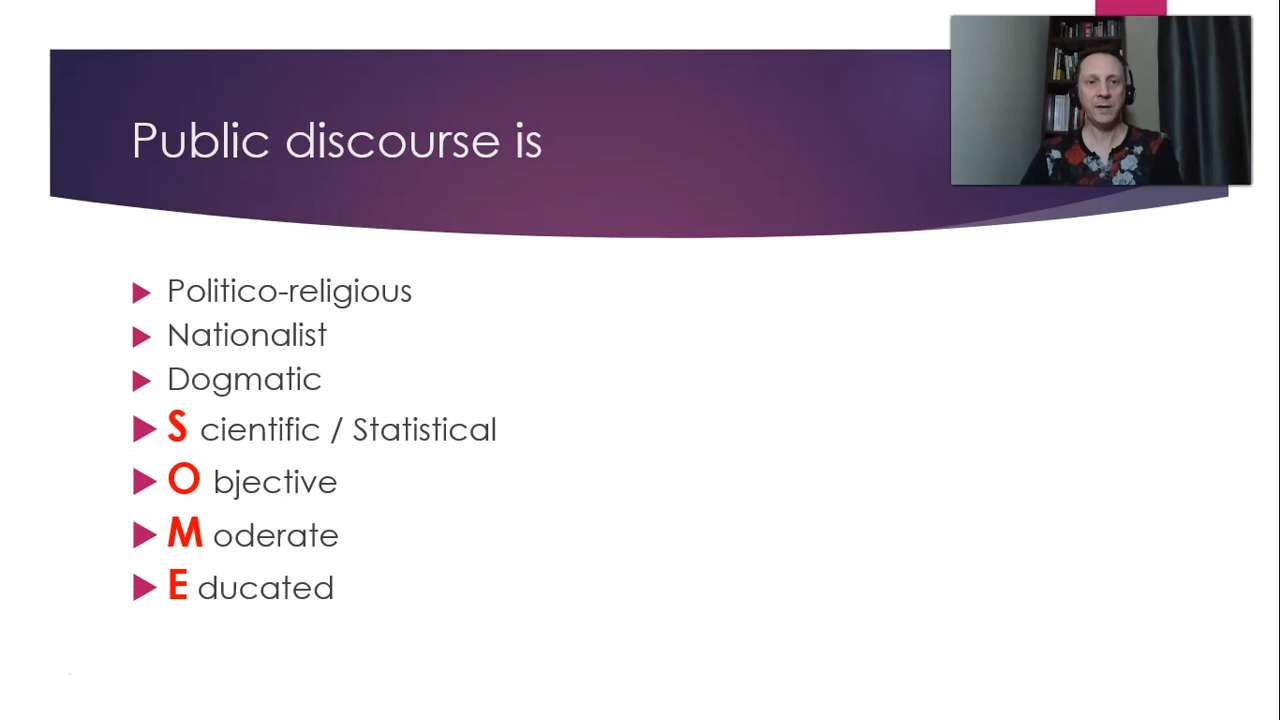 Public discourse is
Politico-religious
Nationalist
Dogmatic
S cientific / Statistical
O bjective
M oderate
E ducated